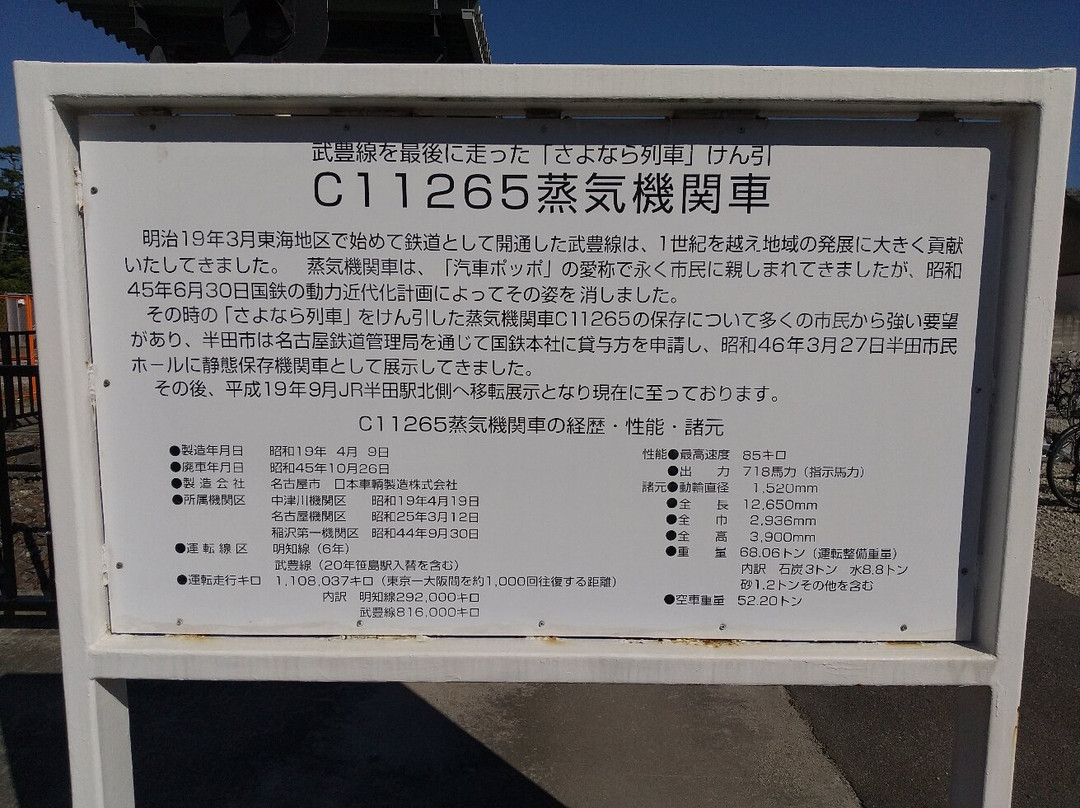 武豊線を最後に走った「さよなら列車」けん引
C11265蒸気機関車
明治19年3月東海地区で始めて鉄道として開通した武豊線は、1世紀を越え地域の発展に大きく貢献
いたしてきました。 蒸気機関車は、「汽車ポッポ」の愛称で永く市民に親しまれてきましたが、昭和
45年6月30日国鉄の動力近代化計画によってその姿を消しました。
その時の「さよなら列車」をけん引した蒸気機関車C11265の保存について多くの市民から強い要望
があり、半田市は名古屋鉄道管理局を通じて国鉄本社に貸与方を申請し、昭和46年3月27日半田市民
ホールに静態保存機関車として展示してきました。
その後、平成19年9月JR半田駅北側へ移転展示となり現在に至っております。
C11265蒸気機関車の経歴・性能・諸元
●製造年月日 昭和19年 4月 9日
●廃車年月日 昭和45年10月26日
●製造会社 名古屋市 日本車輌製造株式会社
●所属機関区 中津川機関区 昭和19年4月19日
名古屋機関区 昭和25年3月12日
稲沢第一機関区 昭和44年9月30日
●運転線区 明知線（6年）
武豊線（20年笹島駅入替を含む）
●運転走行キロ 1,108,037キロ（東京一大阪間を約1,000回往復する距離）
内訳 明知線292,000キロ
武豊線816,000キロ
性能●最高速度 85キロ
●出力 718馬力（指示馬力）
諸元●動輪直径 1,520mm
●全長 12,650mm
●全巾 2,936mm
●全高 3,900mm
●重量 68.06トン（運転整備重量）
内訳 石炭3トン 水8.8トン
砂1.2トンその他を含む
●空車重量 52.20トン